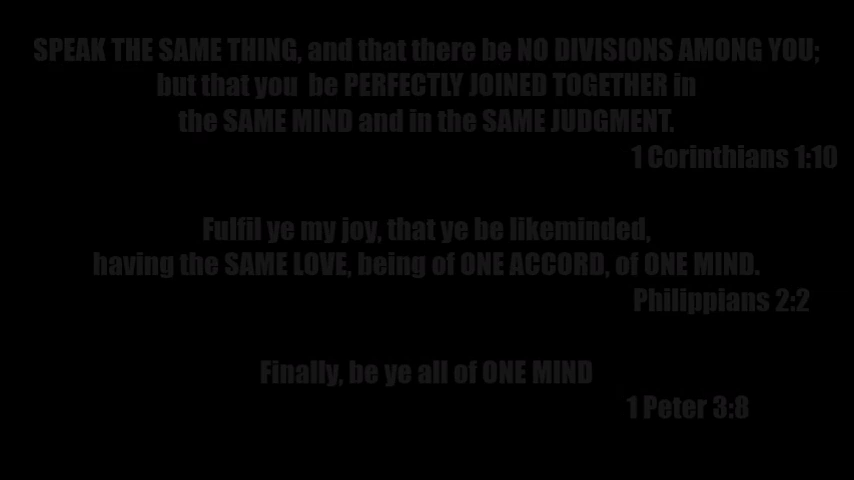 SPEAK THE SAME THING, and that there be NO DIVISIONS AMONG YOU;
but that you  be PERFECTLY JOINED TOGETHER in
the SAME MIND and in the SAME JUDGMENT.
1 Corinthians 1:10
Fulfil ye my joy, that ye be likeminded,
having the SAME LOVE, being of ONE ACCORD, of ONE MIND.
Philippians 2:2
Finally, be ye all of ONE MIND
1 Peter 3:8